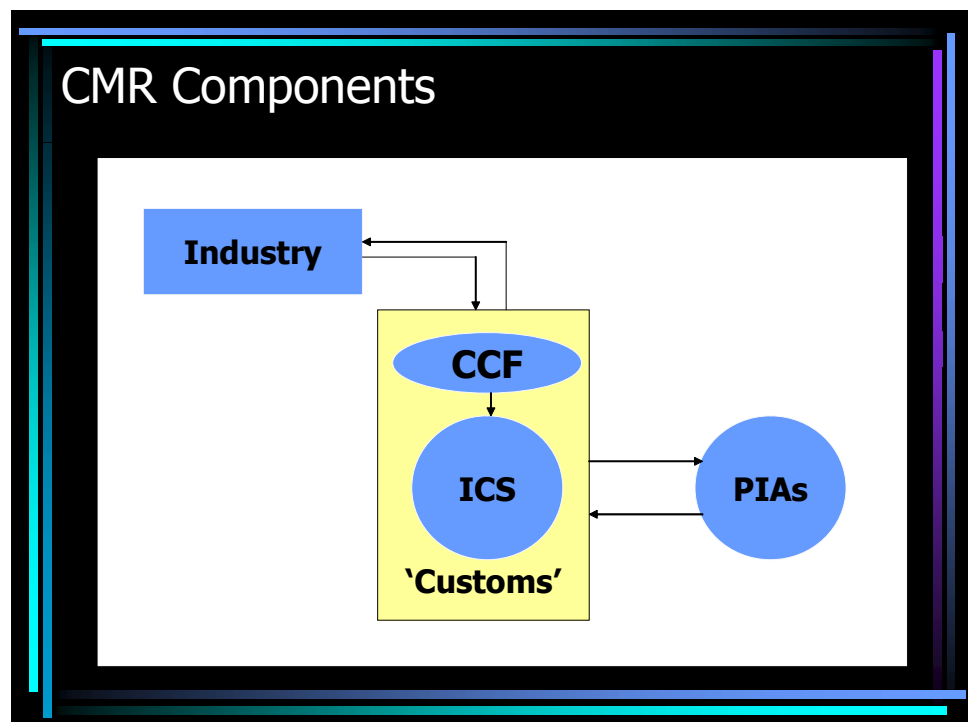 CMR Components
Industry
CCF
ICS
PIAs
‘Customs’